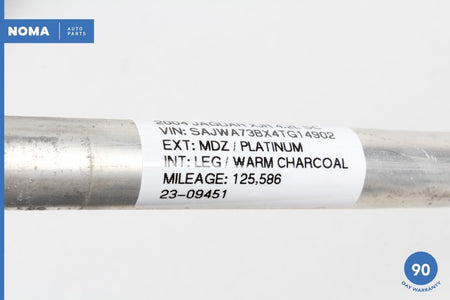 NOMA AUTO
PARTS
2004 JAGUAR XJR 4.2L SC
VIN: SAJWA73BX4TG14902
EXT: MDZ / PLATINUM
INT: LEG / WARM CHARCOAL
MILEAGE: 125,586
23-09451
90
DAY WARRANTY